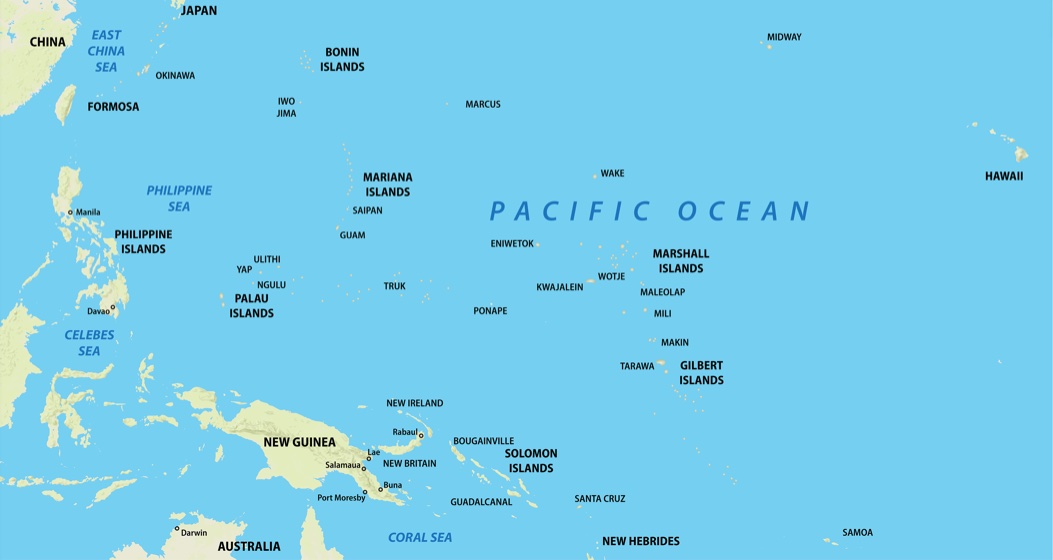 JAPAN
CHINA
EAST
CHINA
SEA
MIDWAY
BONIN
ISLANDS
OKINAWA
FORMOSA
IWO
JIMA
MARCUS
HAWAII
WAKE
MARIANA
ISLANDS
PHILIPPINE
SEA
PACIFIC OCEAN
Manila
SAIPAN
GUAM
PHILIPPINE
ISLANDS
ENIWETOK
MARSHALL
ISLANDS
ULITHI
YAP
WOTJE
NGULU
TRUK
KWAJALEIN
MALEOLAP
PALAU
ISLANDS
Davao
PONAPE
MILI
CELEBES
SEA
MAKIN
TARAWA
GILBERT
ISLANDS
NEW IRELAND
Rabaul
NEW GUINEA
BOUGAINVILLE
Lae
SOLOMON
ISLANDS
Salamaua
NEW BRITAIN
Buna
Port Moresby
GUADALCANAL
SANTA CRUZ
Darwin
CORAL SEA
SAMOA
NEW HEBRIDES
AUSTRALIA